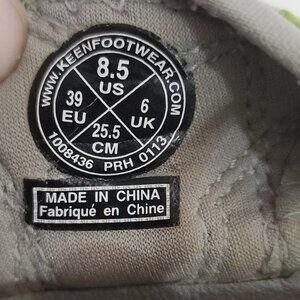 WWW.KEENFOOTWEAR.COM
8.5
US
39
EU
6
UK
25.5
CM
1008436 PRH 0113
MADE IN CHINA
Fabriqué en Chine